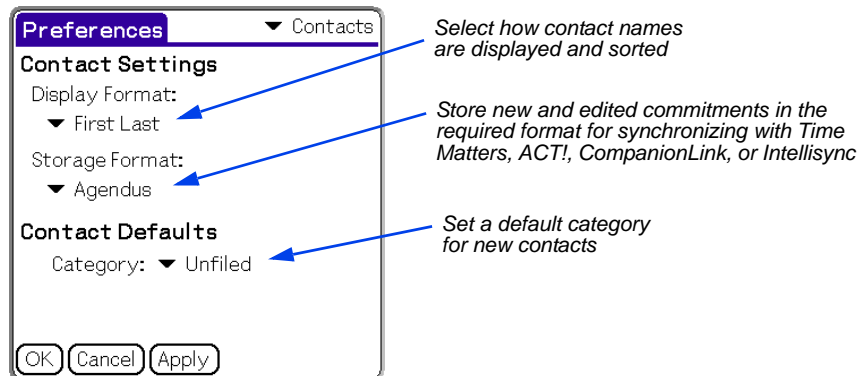 Preferences
Contacts
Contact Settings
Display Format:
First Last
Storage Format:
Agendus
Contact Defaults
Category: Unfiled
OK Cancel Apply
Select how contact names
are displayed and sorted
Store new and edited commitments in the
required format for synchronizing with Time
Matters, ACT!, CompanionLink, or Intellisync
Set a default category
for new contacts